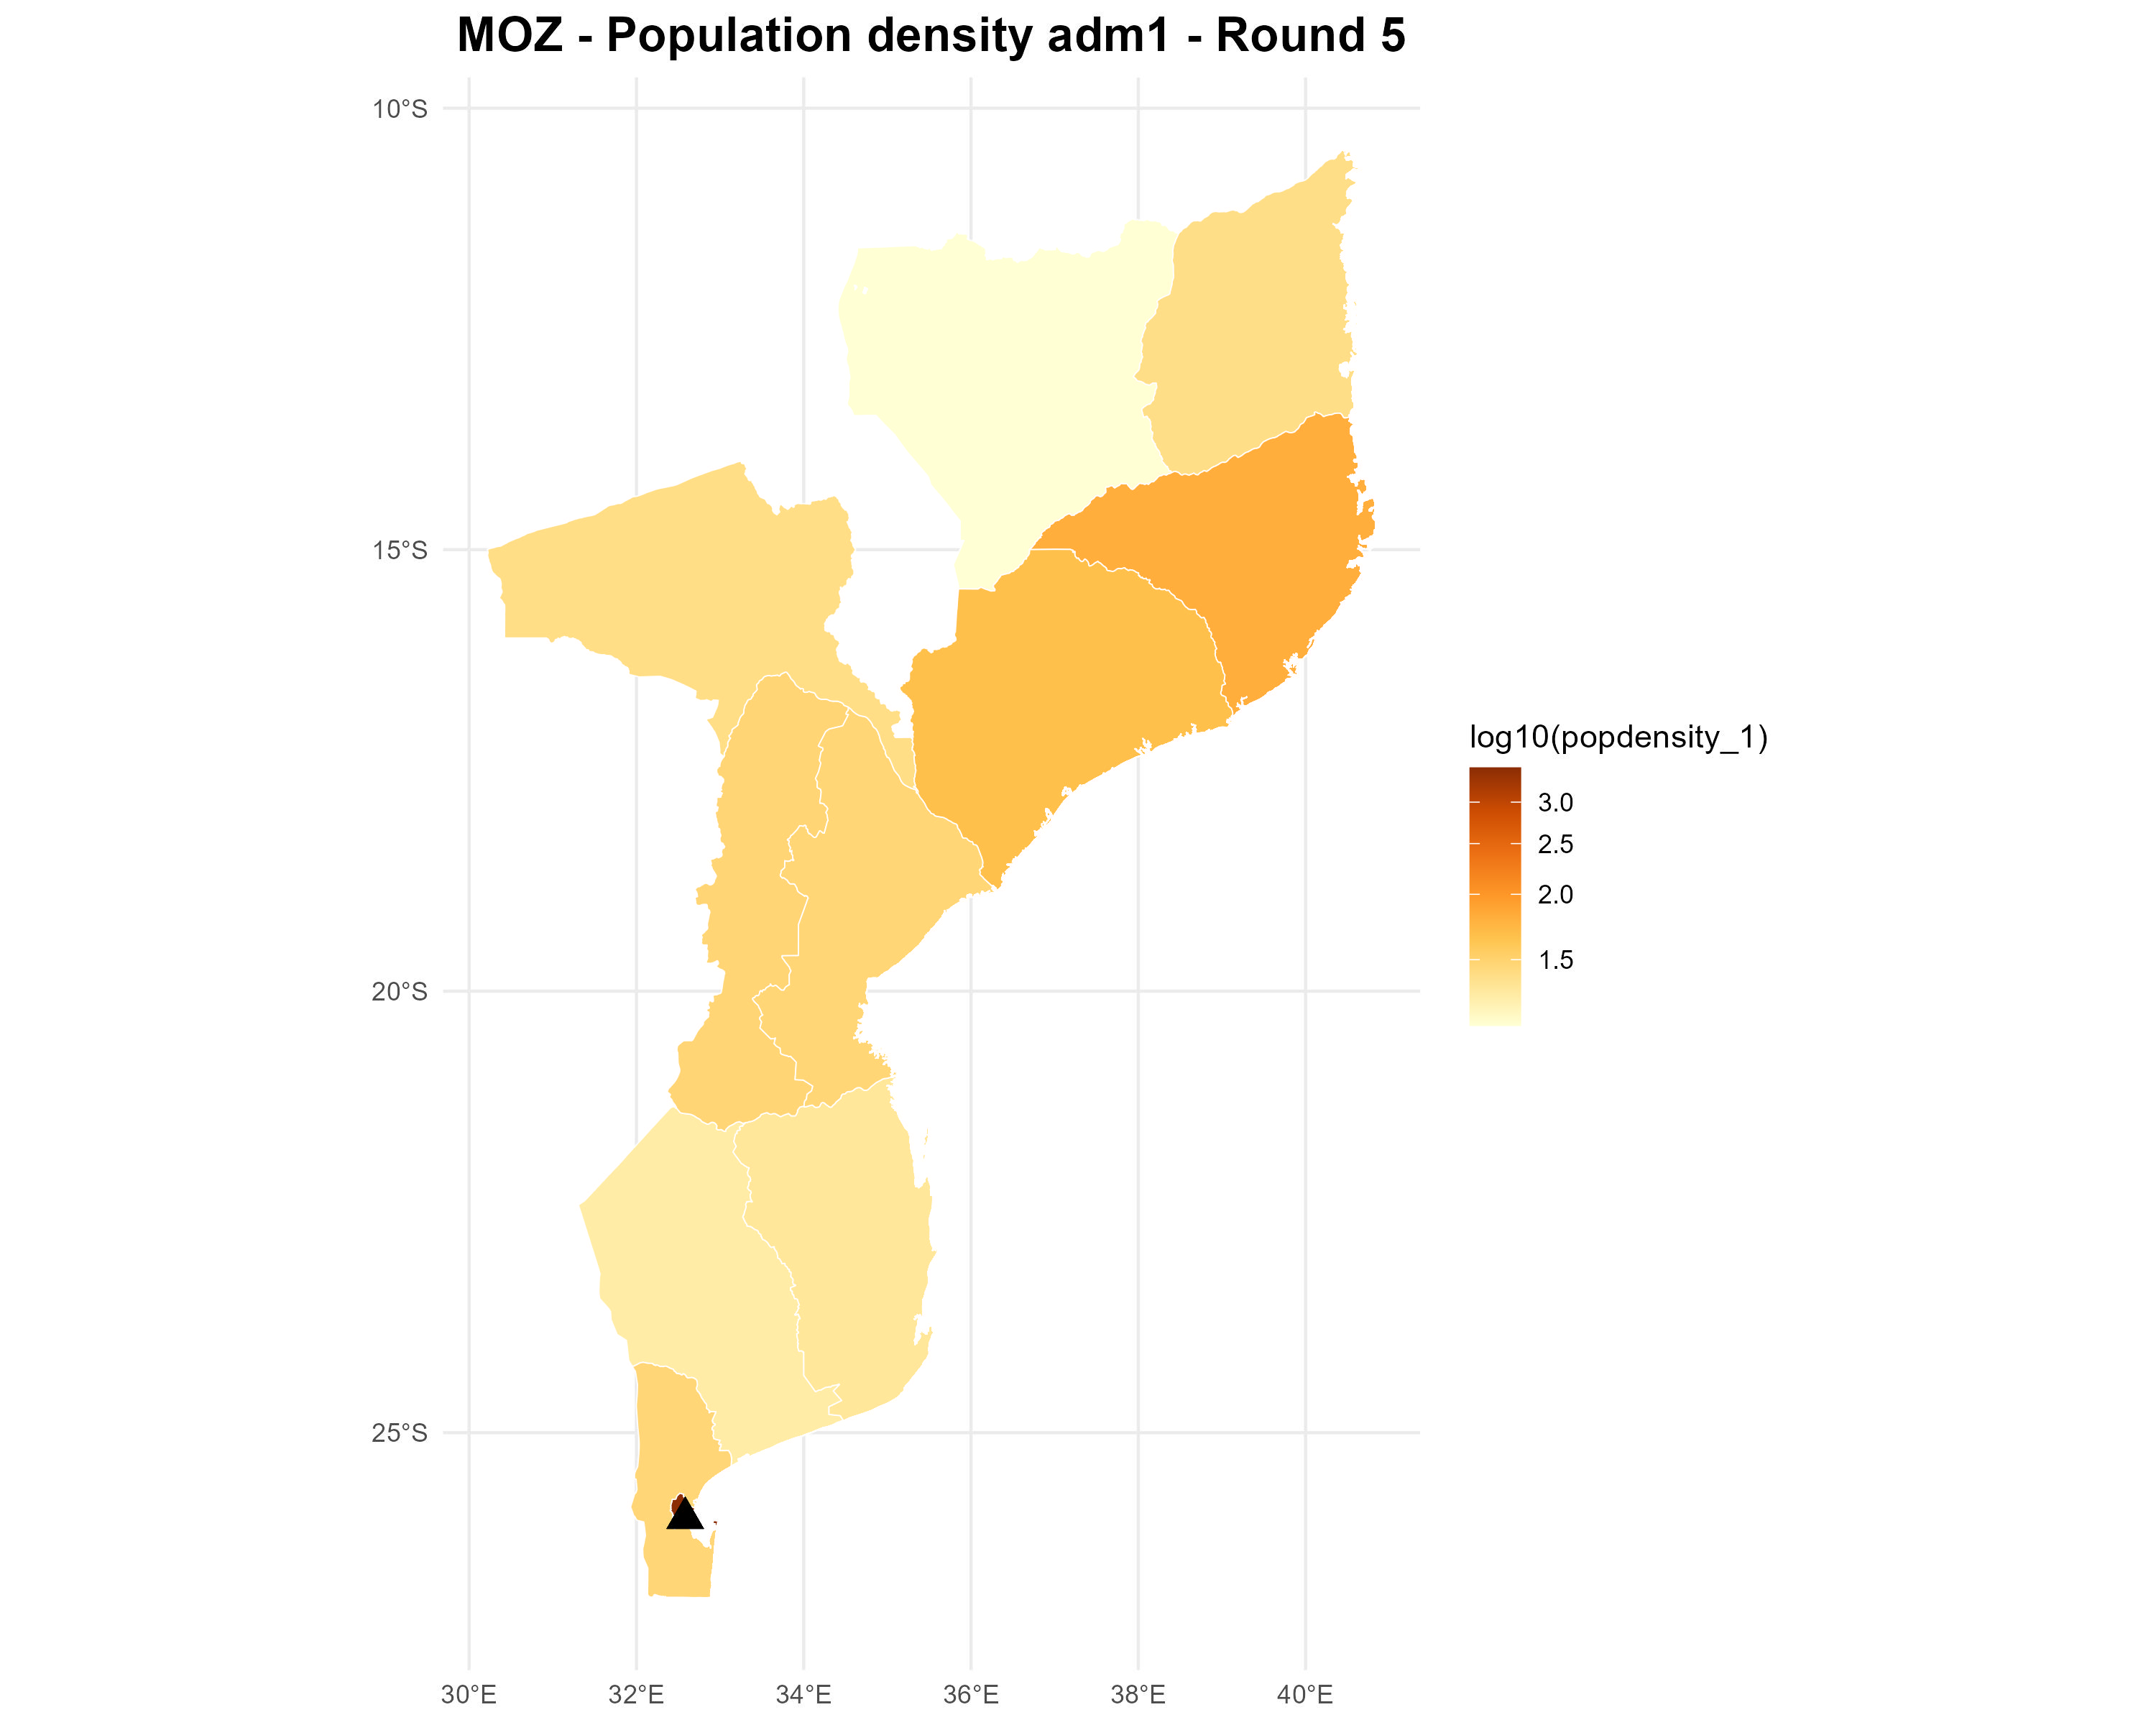 MOZ - Population density adm1 - Round 5
10°S
15°S
20°S
25°S
30°E 32°E 34°E 36°E 38°E 40°E
log10(popdensity_1)
3.0
2.5
2.0
1.5